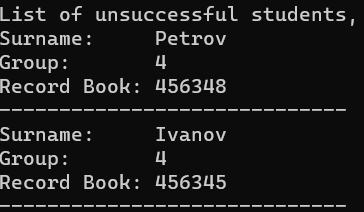 List of unsuccessful students,
Surname:     Petrov
Group:       4
Record Book: 456348
-----------------------------
Surname:     Ivanov
Group:       4
Record Book: 456345
-----------------------------